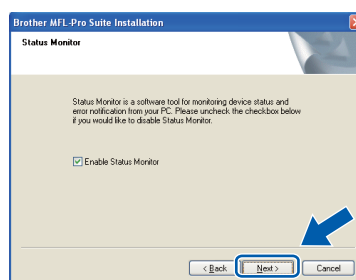 Brother MFL-Pro Suite Installation
Status Monitor
Status Monitor is a software tool for monitoring device status and
error notification from your PC. Please uncheck the checkbox below
if you would like to disable Status Monitor.
Enable Status Monitor
< Back
Next >
Cancel